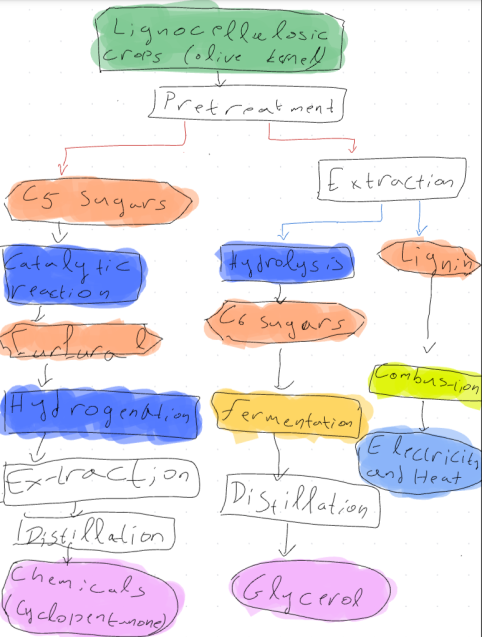 Lignocellulosic
crops (olive kernel)
Pretreatment
C5 Sugars
Extraction
Catalytic
reaction
Hydrolysis
Lignin
Furfural
C6 sugars
Combustion
Hydrogenation
fermentation
Electricity
and Heat
Extraction
Distillation
Distillation
Chemicals
(Cyclopentanone)
Glycerol